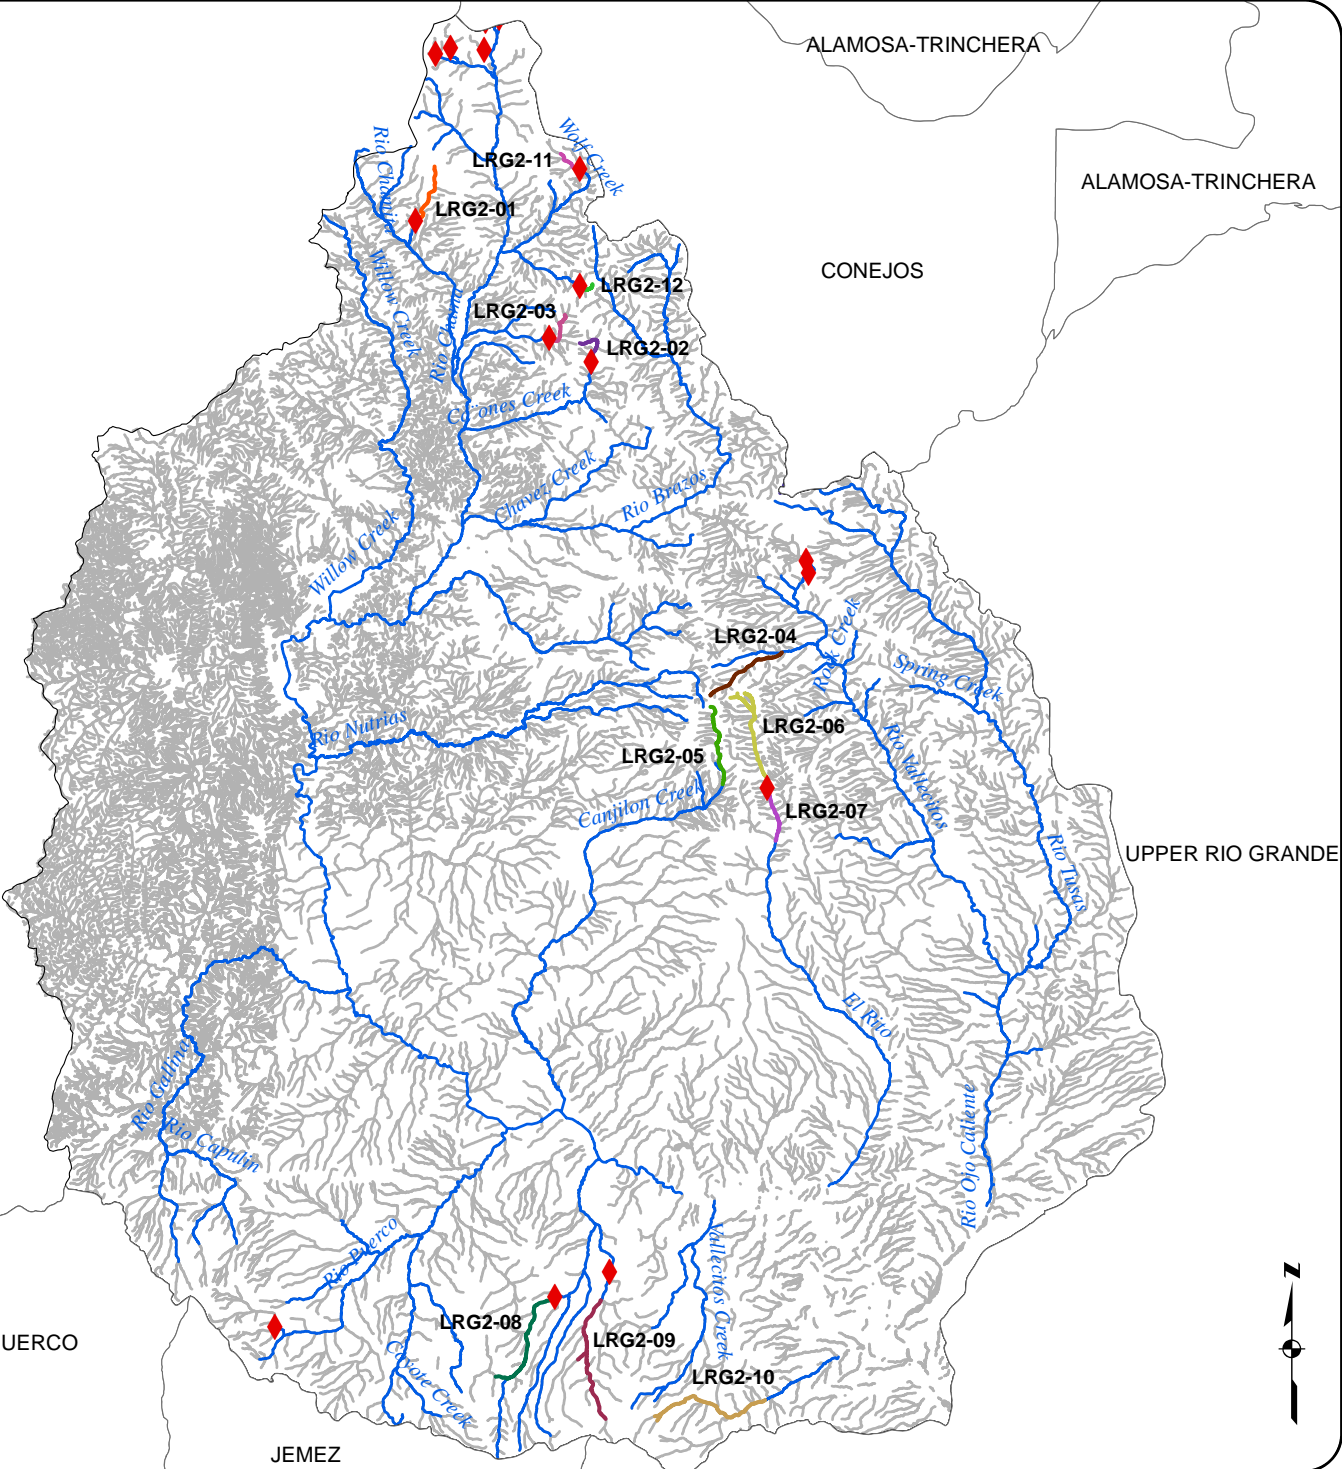 ALAMOSA-TRINCHERA
ALAMOSA-TRINCHERA
Wolf Creek
Rio Chamita
LRG2-11
LRG2-01
CONEJOS
Willow Creek
LRG2-12
Rio Chama
LRG2-03
LRG2-02
Creek
Chavez Creek
Rio Brazos
Willow Creek
LRG2-04
Rock Creek
Spring Creek
Rio Nutrias
LRG2-06
LRG2-05
Rio Vallecitos
Canjilon Creek
LRG2-07
UPPER RIO GRANDE
Rio Tusas
El Rito
Rio Gallina
Rio Capulin
Rio Ojo Caliente
Rio Puerco
Vallecitos Creek
N
LRG2-08
LRG2-09
UERCO
Coyote Creek
LRG2-10
JEMEZ